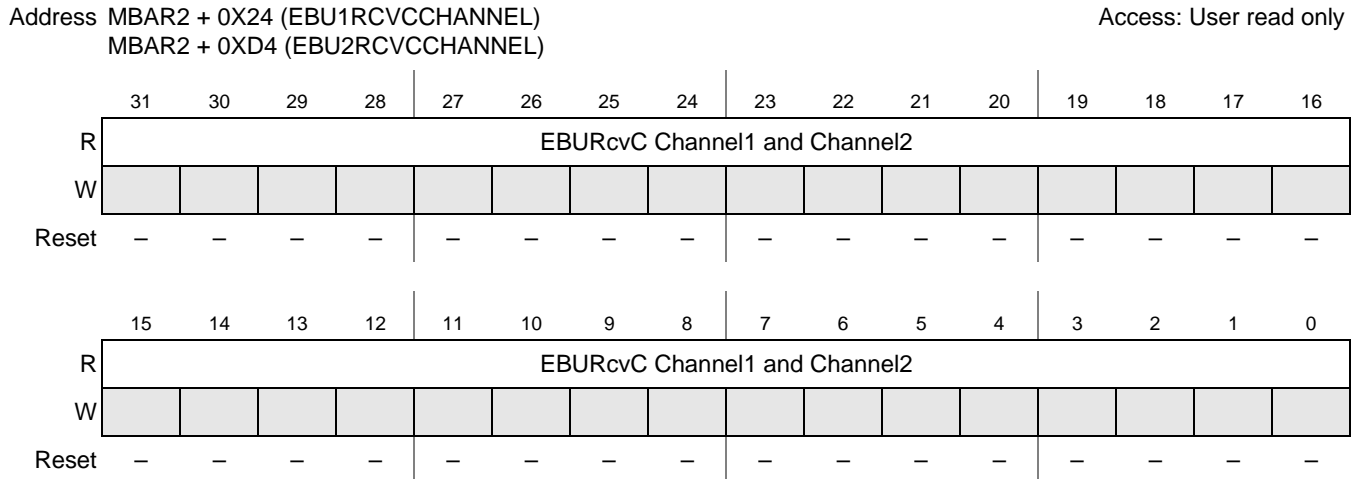 Address MBAR2 + 0X24 (EBU1RCVCCHANNEL) Access: User read only
MBAR2 + 0XD4 (EBU2RCVCCHANNEL)
31 30 29 28 27 26 25 24 23 22 21 20 19 18 17 16
R EBURcvC Channel1 and Channel2
W
Reset – – – – – – – – – – – – – – – –
15 14 13 12 11 10 9 8 7 6 5 4 3 2 1 0
R EBURcvC Channel1 and Channel2
W
Reset – – – – – – – – – – – – – – – –